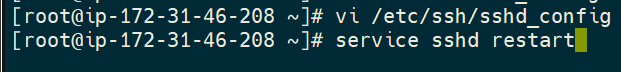 [root@ip-172-31-46-208 ~]# vi /etc/ssh/sshd_config
[root@ip-172-31-46-208 ~]# service sshd restart